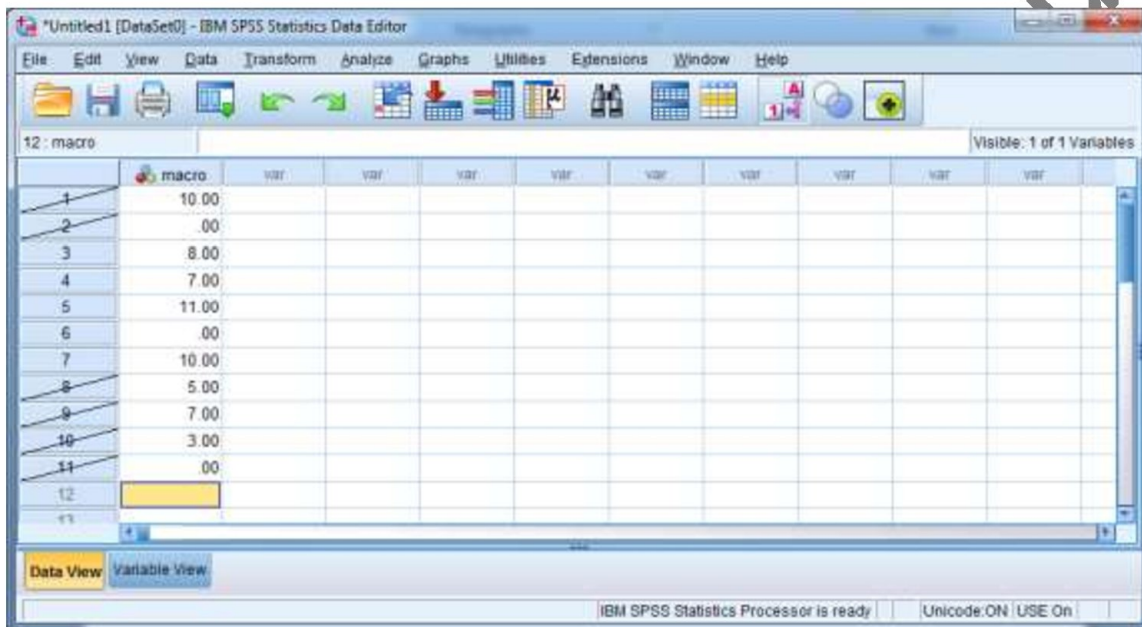 *Untitled1 [DataSet0] - IBM SPSS Statistics Data Editor
File Edit View Data Transform Analyze Graphs Utilities Extensions Window Help
12 : macro Visible: 1 of 1 Variables
macro var var var var var var var var var
1 10.00
2 .00
3 8.00
4 7.00
5 11.00
6 .00
7 10.00
8 5.00
9 7.00
10 3.00
11 .00
12
13
Data View Variable View
IBM SPSS Statistics Processor is ready Unicode:ON USE On